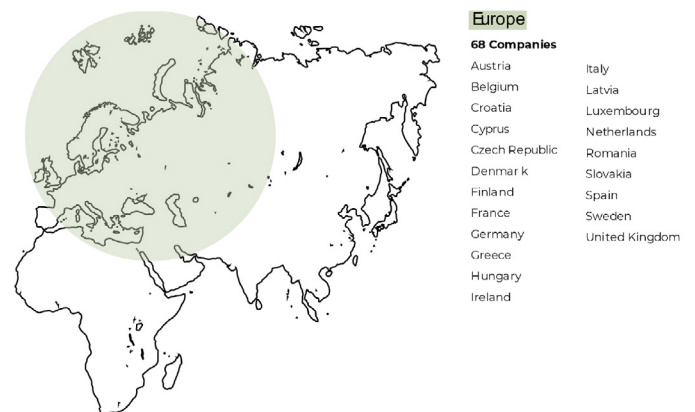 Europe
68 Companies
Austria
Belgium
Croatia
Cyprus
Czech Republic
Denmar k
Finland
France
Germany
Greece
Hungary
Ireland
Italy
Latvia
Luxembourg
Netherlands
Romania
Slovakia
Spain
Sweden
United Kingdom